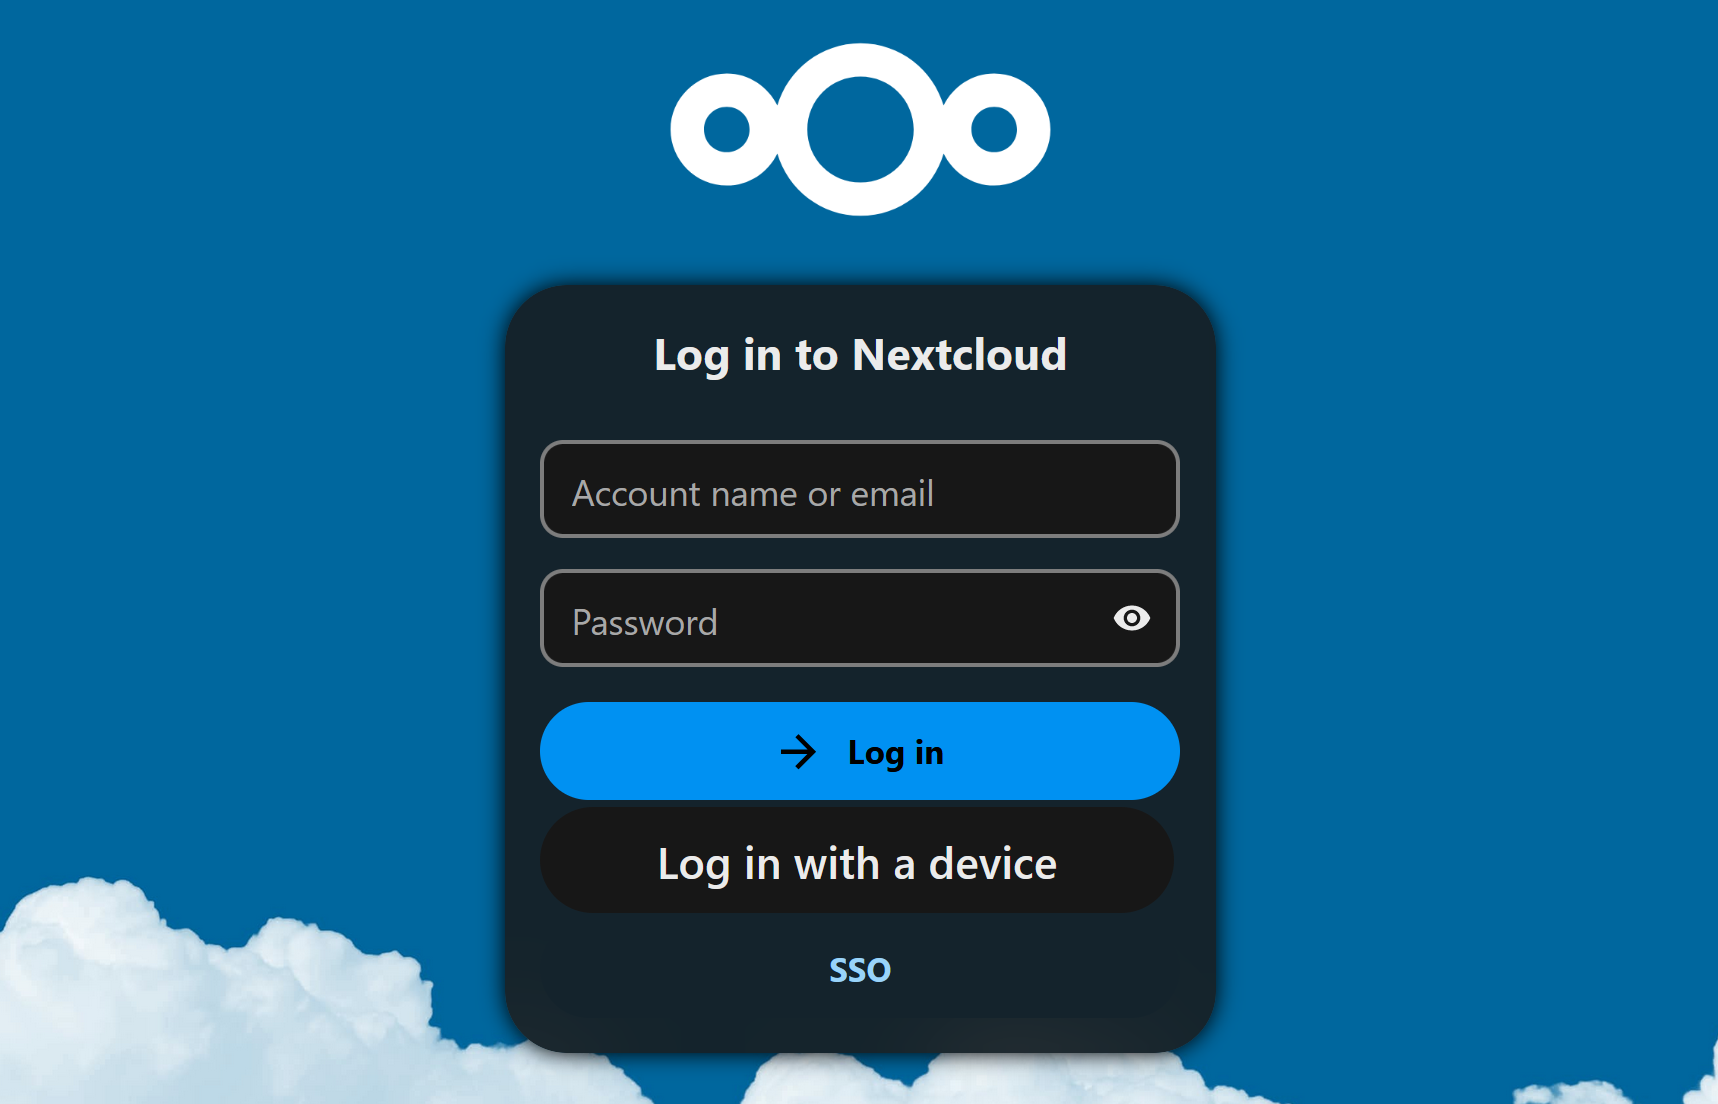 Log in to Nextcloud
Account name or email
Password
Log in
Log in with a device
SSO